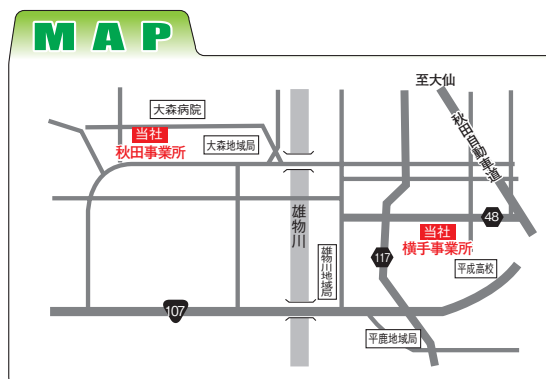 MAP
至大仙
秋田自動車道
大森病院
当社
秋田事業所
大森地域局
雄物川
雄物川地域局
48
当社
横手事業所
117
平成高校
107
平鹿地域局